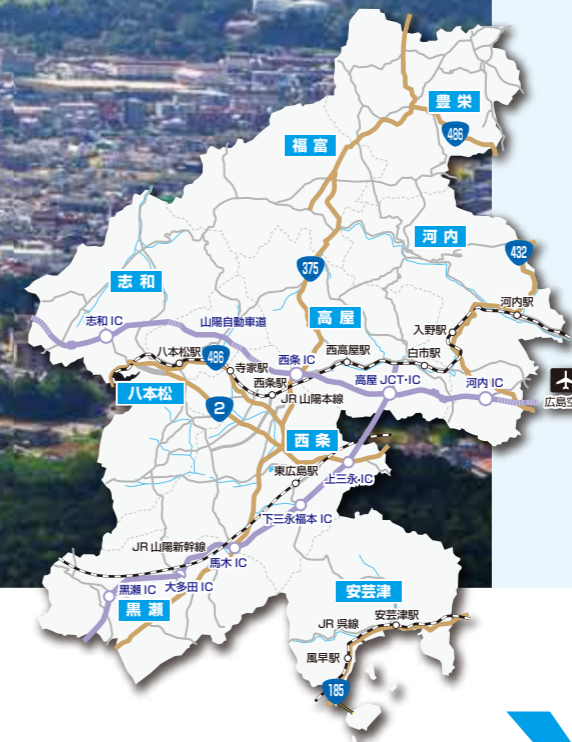 豊栄
486
福富
河内
432
375
志和
高屋
河内駅
志和 IC
山陽自動車道
入野駅
八本松駅
486
寺家駅
西条 IC
西高屋駅
白市駅
西条駅
高屋 JCT・IC
河内 IC
八本松
JR 山陽本線
広島空
2
西条
東広島駅
上三永 IC
下三永福本 IC
JR 山陽新幹線
馬木 IC
黒瀬 IC
大多田 IC
安芸津
黒瀬
JR 呉線
安芸津駅
風早駅
185